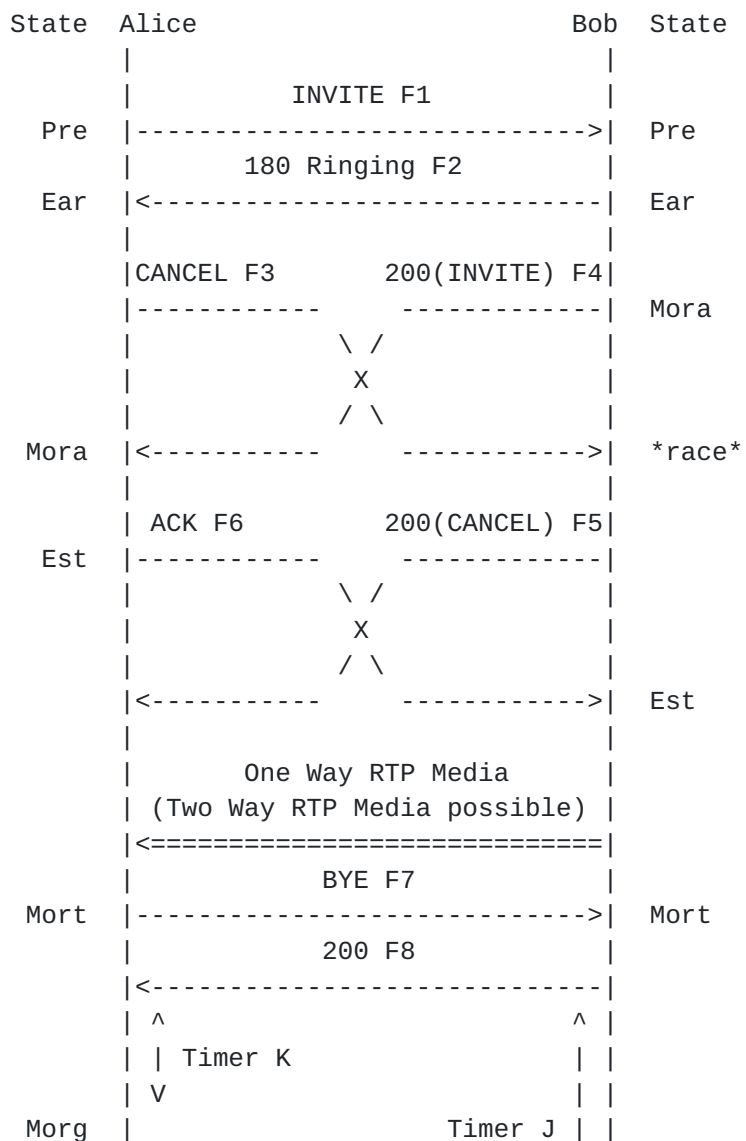 State  Alice                        Bob  State
       |                              |
       |          INVITE F1           |
  Pre  |----------------------------->|  Pre
       |       180 Ringing F2         |
  Ear  |<-----------------------------|  Ear
       |                              |
       |CANCEL F3       200(INVITE) F4|
       |------------     -------------|  Mora
       |             \ /              |
       |              X               |
       |             / \              |
 Mora  |<-----------     ------------>|  *race*
       |                              |
       | ACK F6         200(CANCEL) F5|
  Est  |------------     -------------|
       |             \ /              |
       |              X               |
       |             / \              |
       |<-----------     ------------>|  Est
       |                              |
       |       One Way RTP Media      |
       | (Two Way RTP Media possible) |
       |<=============================|
       |            BYE F7            |
 Mort  |----------------------------->|  Mort
       |            200 F8            |
       |<-----------------------------|
       | ^                          ^ |
       | | Timer K                  | |
       | V                          | |
 Morg  |                    Timer J | |